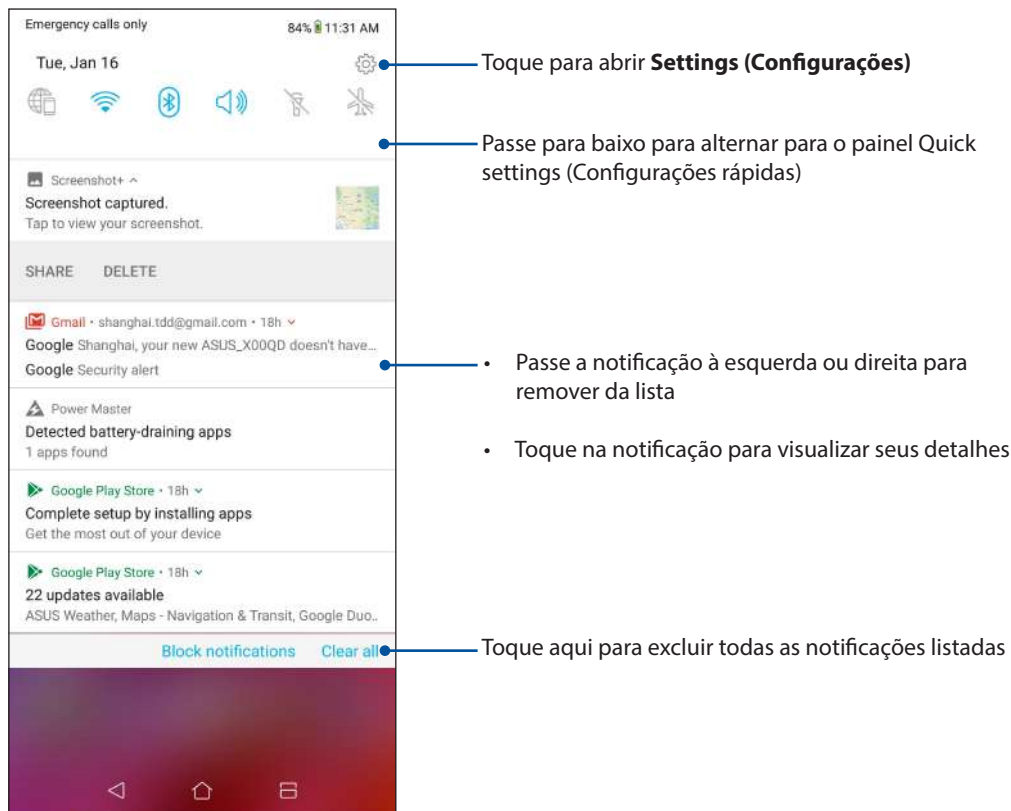 Emergency calls only 84% 11:31 AM
Tue, Jan 16
Toque para abrir Settings (Configurações)
Passe para baixo para alternar para o painel Quick
settings (Configurações rápidas)
Screenshot+
Screenshot captured.
Tap to view your screenshot.
SHARE DELETE
Gmail • shanghai.tdd@gmail.com • 18h
Google Shanghai, your new ASUS_X00QD doesn't have...
Google Security alert
• Passe a notificação à esquerda ou direita para
remover da lista
• Toque na notificação para visualizar seus detalhes
Power Master
Detected battery-draining apps
1 apps found
Google Play Store • 18h
Complete setup by installing apps
Get the most out of your device
Google Play Store • 18h
22 updates available
ASUS Weather, Maps - Navigation & Transit, Google Duo..
Block notifications Clear all
Toque aqui para excluir todas as notificações listadas